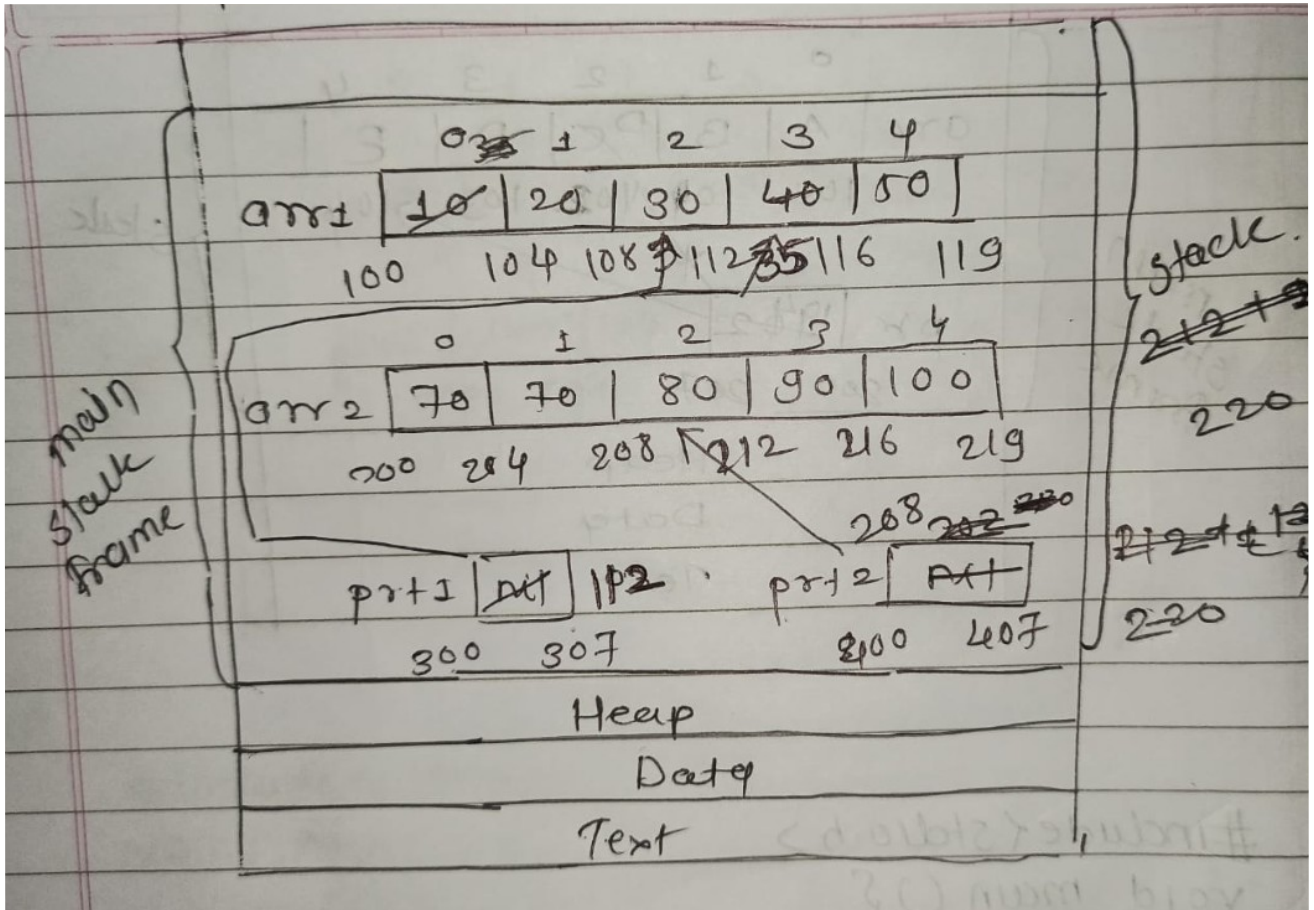 0 1 2 3 4
arr1 10 20 30 40 50
100 104 108 112 116 119
stack.
0 1 2 3 4
arr2 70 70 80 90 100
220
200 204 208 212 216 219
main stack frame
208
ptr1 112 ptr2
220
300 307 400 407
Heap
Data
Text